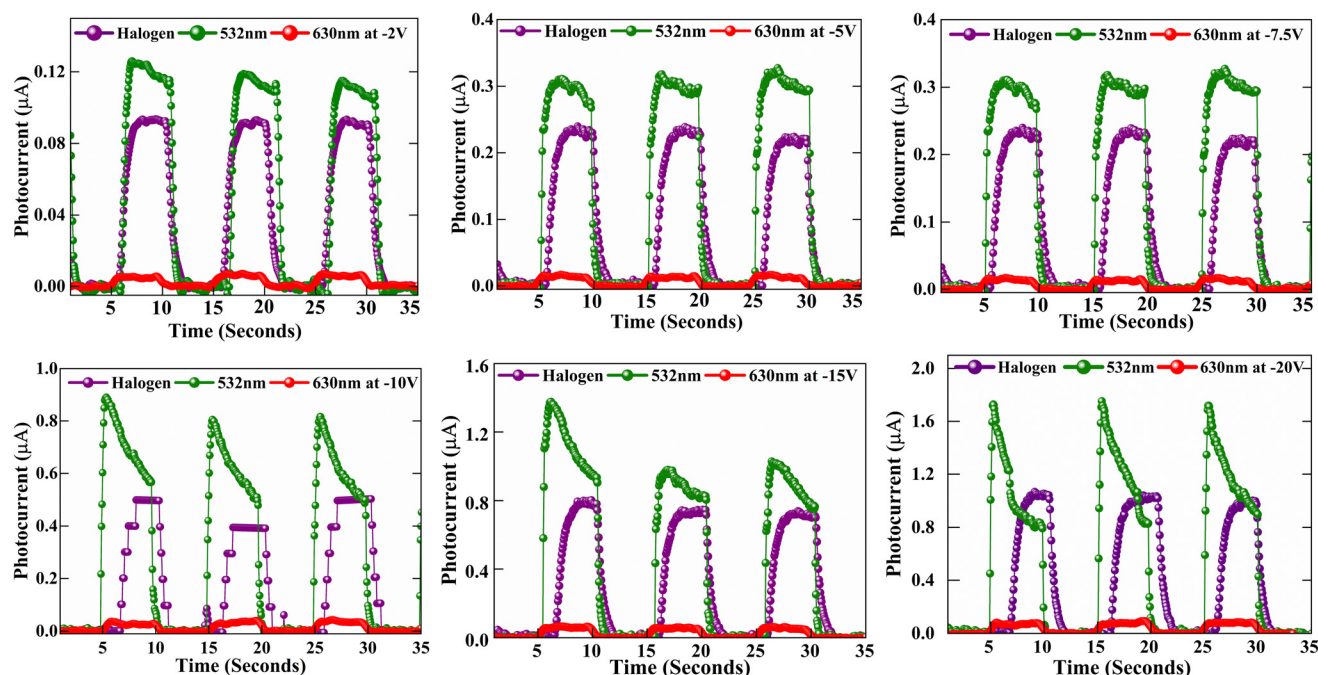 Halogen 532nm 630nm at -2V
Photocurrent (μA)
0.12
0.08
0.04
0.00
5 10 15 20 25 30 35
Time (Seconds)
Halogen 532nm 630nm at -5V
Photocurrent (μA)
0.4
0.3
0.2
0.1
0.0
5 10 15 20 25 30 35
Time (Seconds)
Halogen 532nm 630nm at -7.5V
Photocurrent (μA)
0.4
0.3
0.2
0.1
0.0
5 10 15 20 25 30 35
Time (Seconds)
Halogen 532nm 630nm at -10V
Photocurrent (μA)
1.0
0.8
0.6
0.4
0.2
0.0
5 10 15 20 25 30 35
Time (Seconds)
Halogen 532nm 630nm at -15V
Photocurrent (μA)
1.6
1.2
0.8
0.4
0.0
5 10 15 20 25 30 35
Time (Seconds)
Halogen 532nm 630nm at -20V
Photocurrent (μA)
2.0
1.6
1.2
0.8
0.4
0.0
5 10 15 20 25 30 35
Time (Seconds)